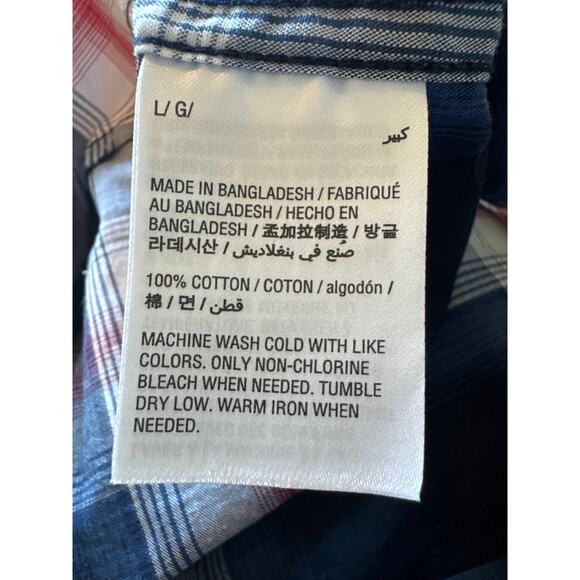 L/ G/
كبير
MADE IN BANGLADESH / FABRIQUÉ
AU BANGLADESH / HECHO EN
BANGLADESH / 孟加拉制造 / 방글
라데시산 / صُنع في بنغلاديش
100% COTTON / COTON / algodón /
棉 / 면 / قطن
MACHINE WASH COLD WITH LIKE
COLORS. ONLY NON-CHLORINE
BLEACH WHEN NEEDED. TUMBLE
DRY LOW. WARM IRON WHEN
NEEDED.